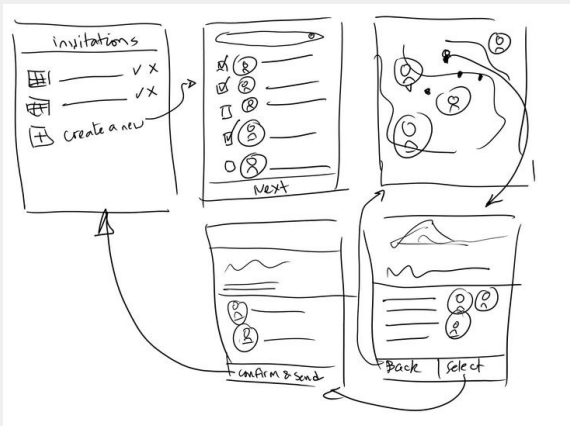 invitations
✓ ×
✓ ×
create a new
Next
Back
Select
confirm & send